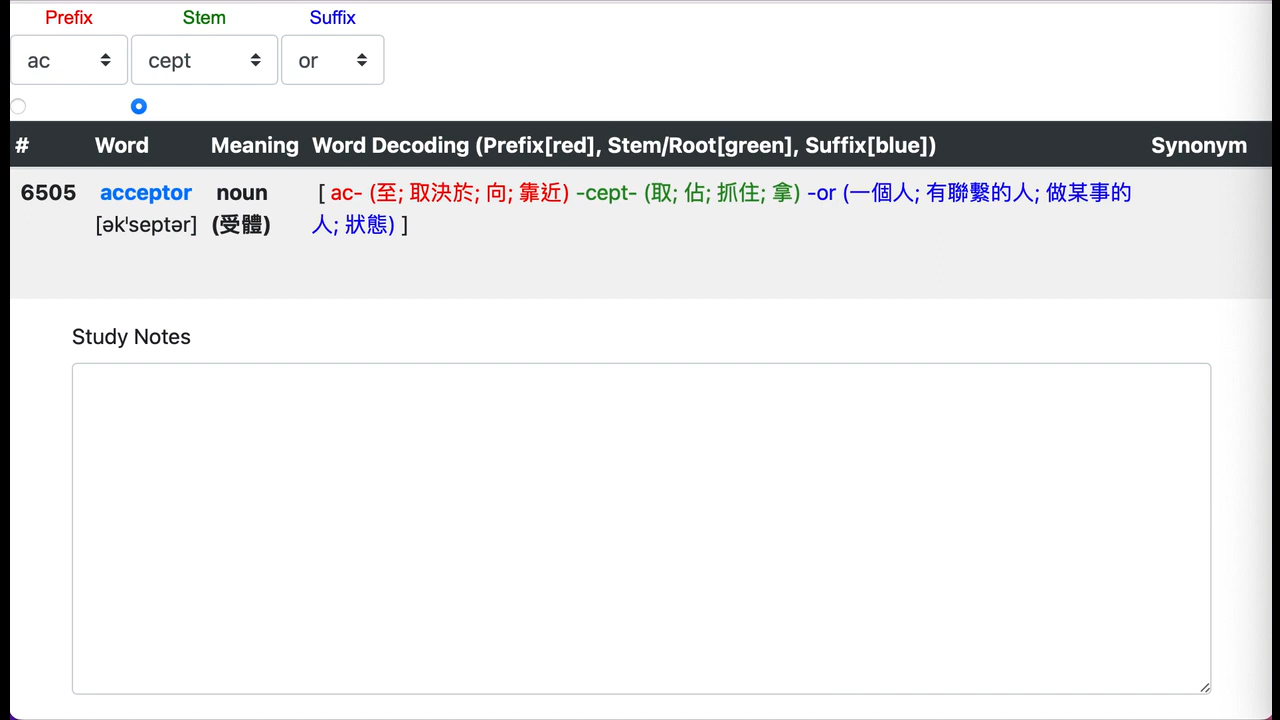 Prefix Stem Suffix
ac cept or
# Word Meaning Word Decoding (Prefix[red], Stem/Root[green], Suffix[blue]) Synonym
6505 acceptor noun [ ac- (至; 取決於; 向; 靠近) -cept- (取; 佔; 抓住; 拿) -or (一個人; 有聯繫的人; 做某事的
[ək'septər] (受體) 人; 狀態) ]
Study Notes